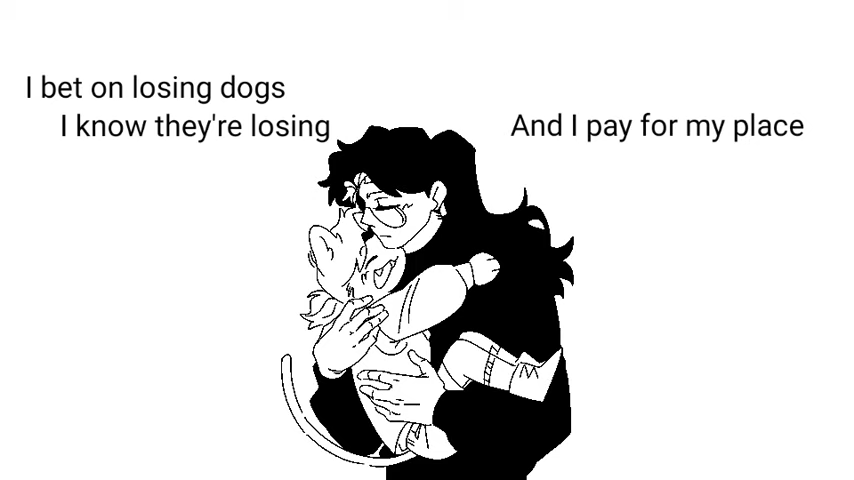 I bet on losing dogs
I know they're losing
And I pay for my place